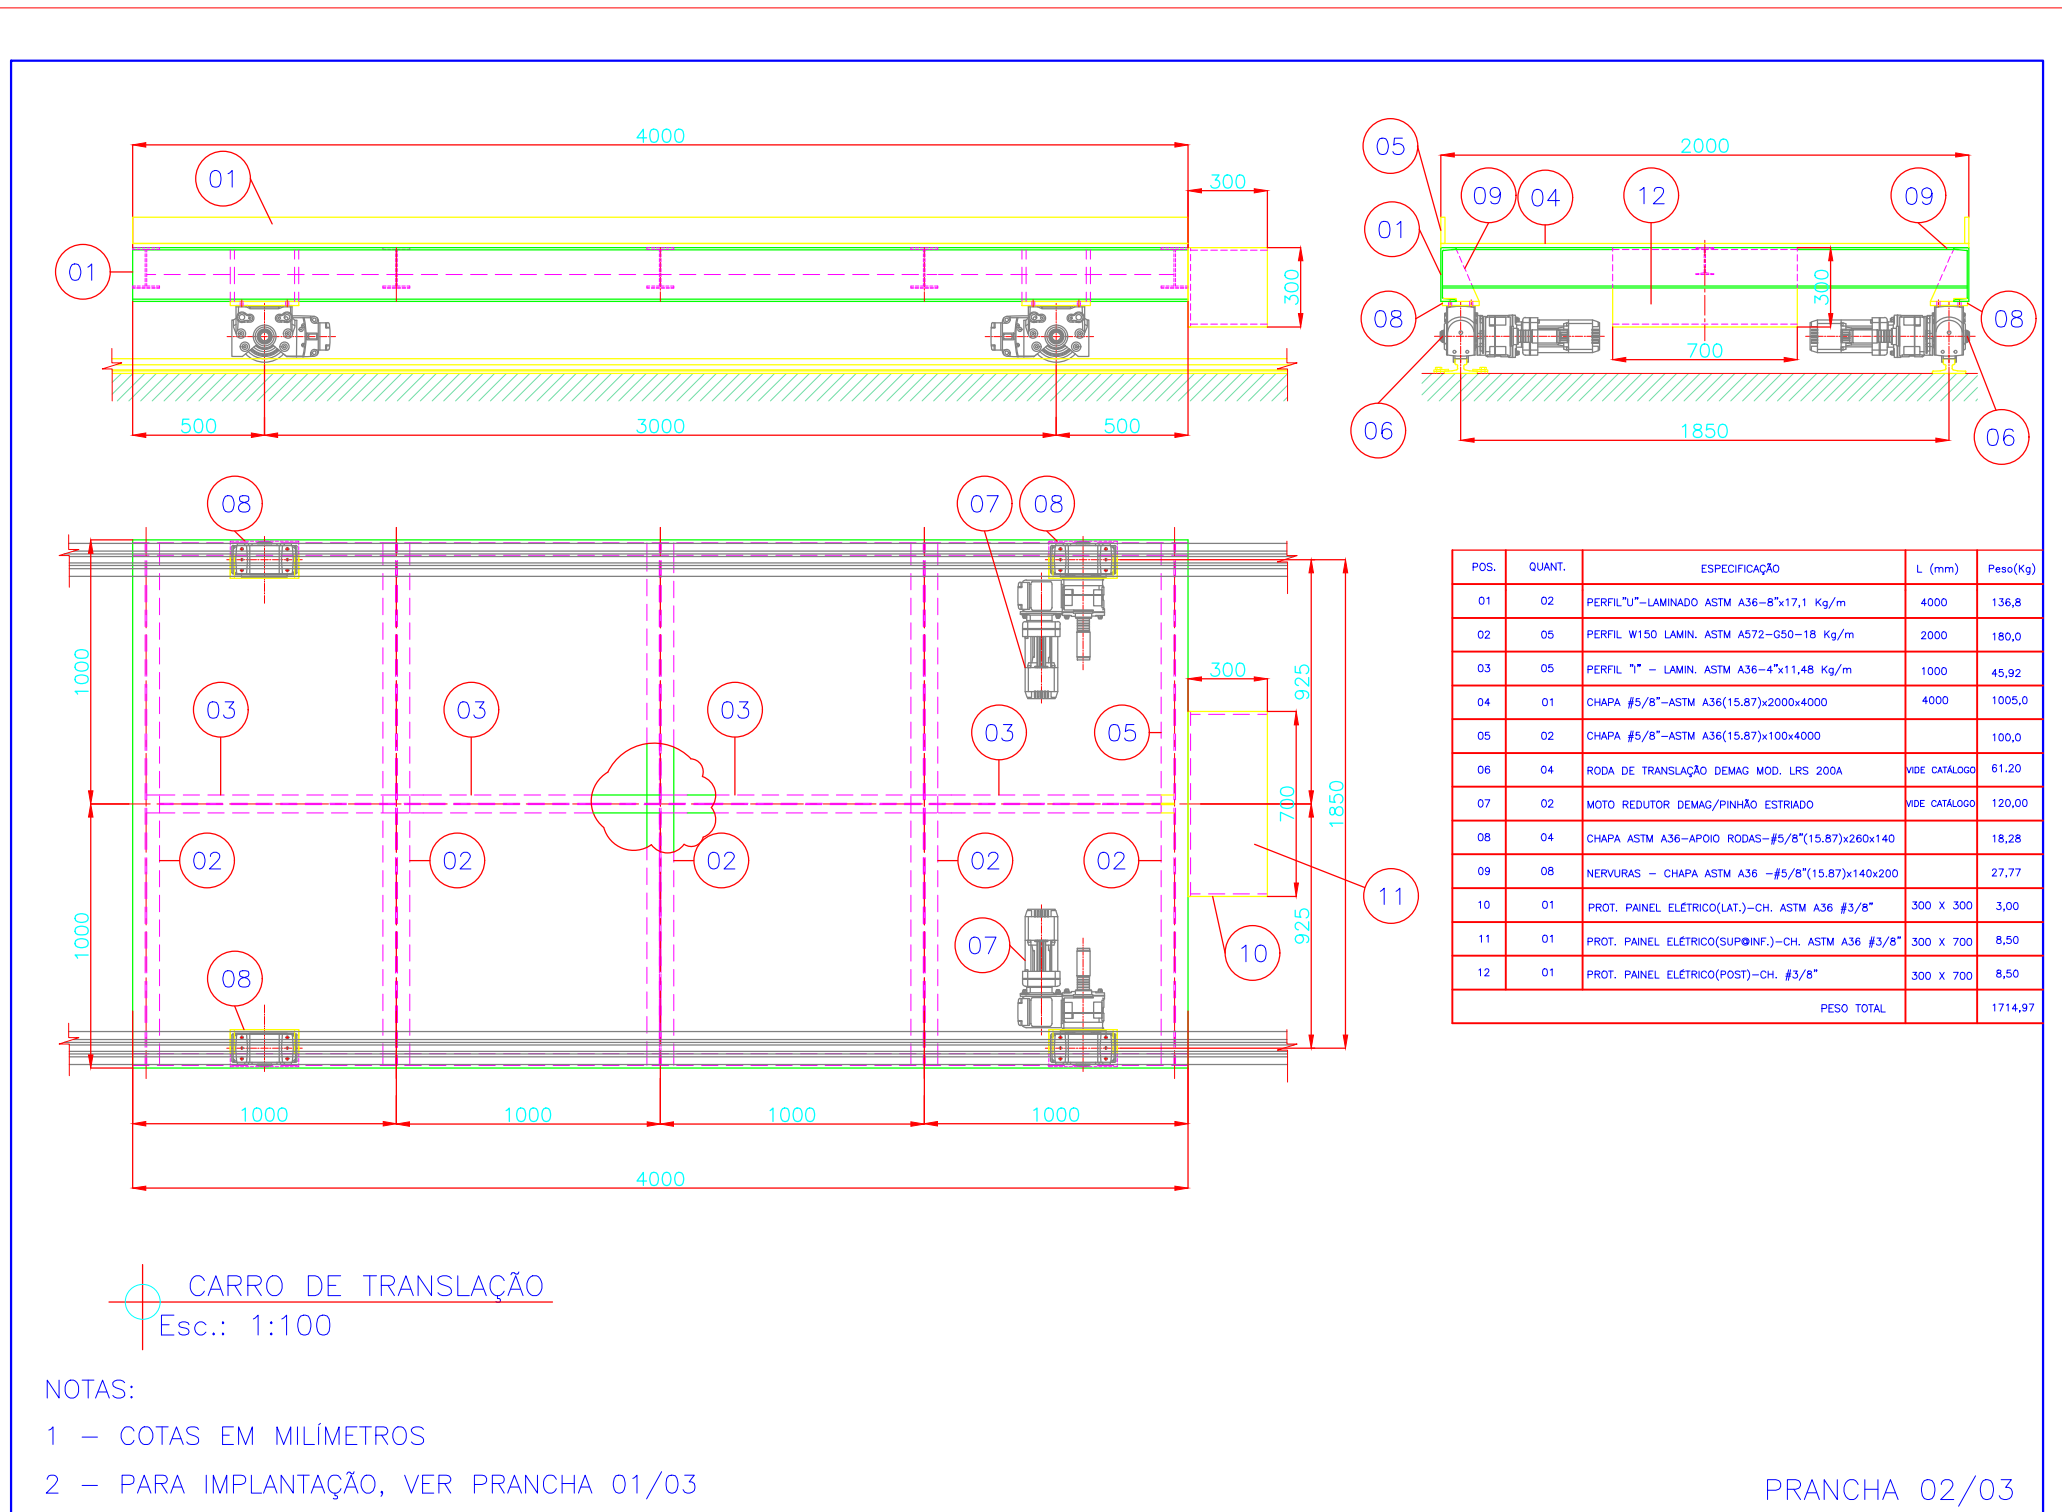 4000
300
01
01
300
500
3000
500
2000
05
09
04
12
09
01
08
300
08
700
06
1850
06
08
07
08
1000
03
03
03
03
05
300
925
700
1850
02
02
02
02
02
11
1000
07
925
10
08
1000
1000
1000
1000
4000
POS. QUANT. ESPECIFICAÇÃO L (mm) Peso(Kg)
01 02 PERFIL"U"-LAMINADO ASTM A36-8"x17,1 Kg/m 4000 136,8
02 05 PERFIL W150 LAMIN. ASTM A572-G50-18 Kg/m 2000 180,0
03 05 PERFIL "I" - LAMIN. ASTM A36-4"x11,48 Kg/m 1000 45,92
04 01 CHAPA #5/8"-ASTM A36(15.87)x2000x4000 4000 1005,0
05 02 CHAPA #5/8"-ASTM A36(15.87)x100x4000 100,0
06 04 RODA DE TRANSLAÇÃO DEMAG MOD. LRS 200A VIDE CATÁLOGO 61.20
07 02 MOTO REDUTOR DEMAG/PINHÃO ESTRIADO VIDE CATÁLOGO 120,00
08 04 CHAPA ASTM A36-APOIO RODAS-#5/8"(15.87)x260x140 18,28
09 08 NERVURAS - CHAPA ASTM A36 -#5/8"(15.87)x140x200 27,77
10 01 PROT. PAINEL ELÉTRICO(LAT.)-CH. ASTM A36 #3/8" 300 X 300 3,00
11 01 PROT. PAINEL ELÉTRICO(SUP@INF.)-CH. ASTM A36 #3/8" 300 X 700 8,50
12 01 PROT. PAINEL ELÉTRICO(POST)-CH. #3/8" 300 X 700 8,50
PESO TOTAL 1714,97
CARRO DE TRANSLAÇÃO
Esc.: 1:100
NOTAS:
1 - COTAS EM MILÍMETROS
2 - PARA IMPLANTAÇÃO, VER PRANCHA 01/03
PRANCHA 02/03